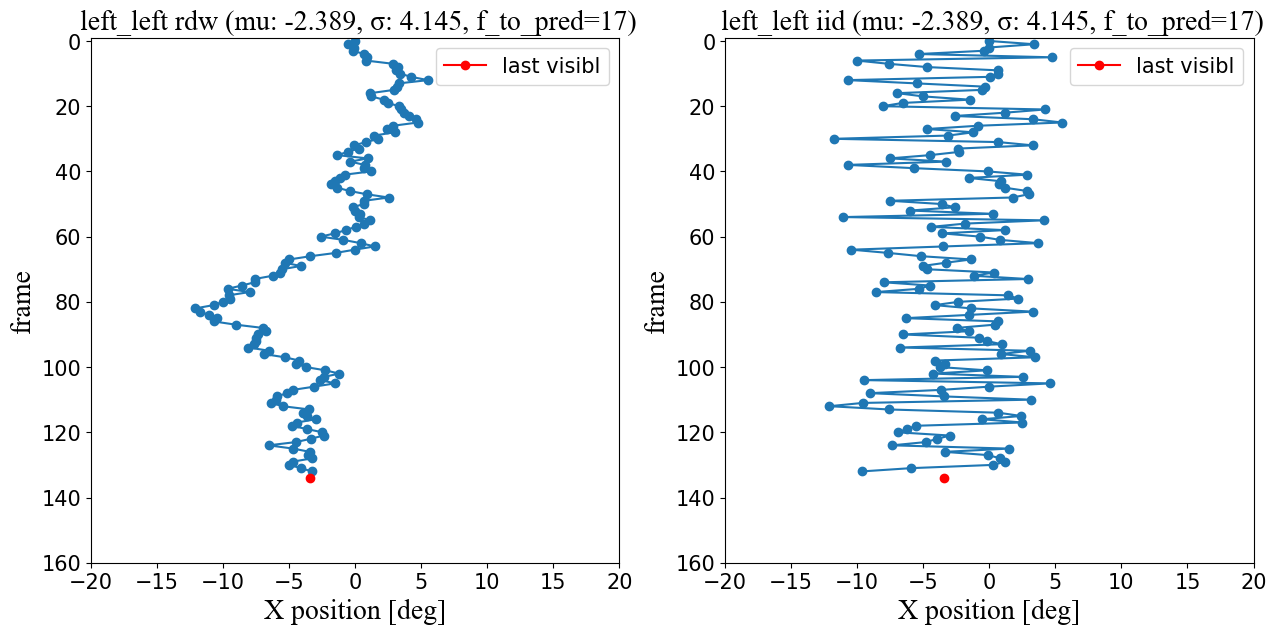 left_left rdw (mu: -2.389, σ: 4.145, f_to_pred=17)
last visibl
frame
0
20
40
60
80
100
120
140
160
−20 −15 −10 −5 0 5 10 15 20
X position [deg]
left_left iid (mu: -2.389, σ: 4.145, f_to_pred=17)
last visibl
frame
0
20
40
60
80
100
120
140
160
−20 −15 −10 −5 0 5 10 15 20
X position [deg]